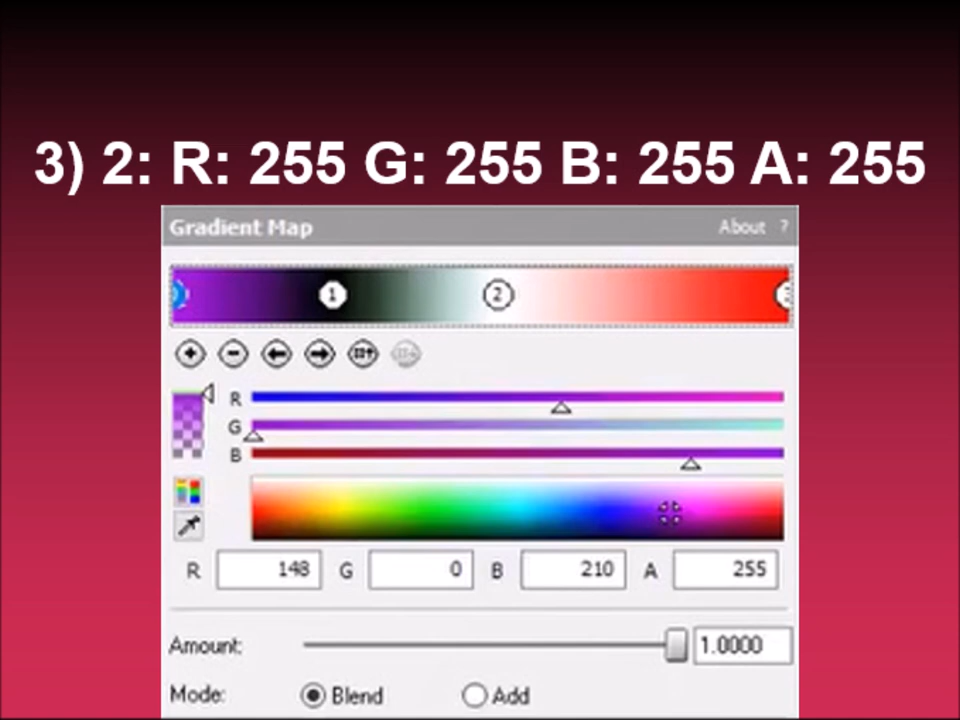 3) 2: R: 255 G: 255 B: 255 A: 255
Gradient Map About ?
1 2
R
G
B
R 148 G 0 B 210 A 255
Amount: 1.0000
Mode: Blend Add